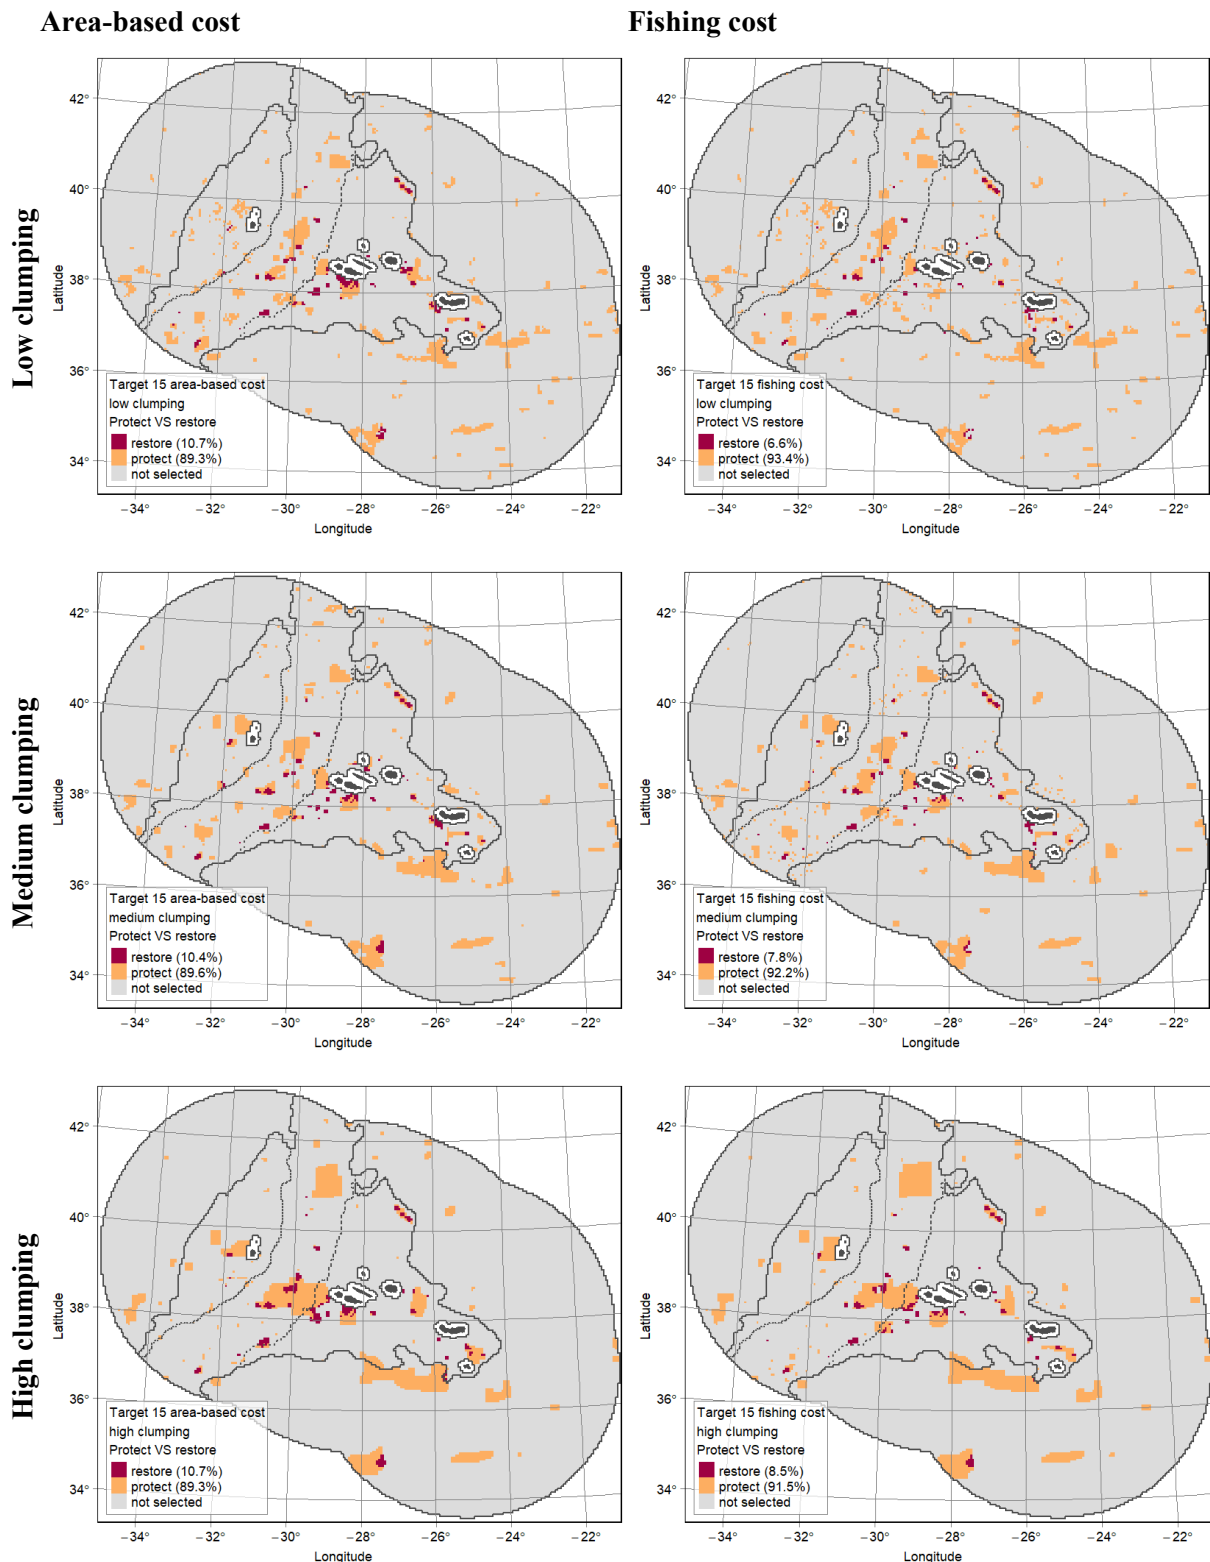 Area-based cost
Fishing cost
Low clumping
42°
40°
38°
36°
34°
Latitude
Target 15 area-based cost
low clumping
Protect VS restore
restore (10.7%)
protect (89.3%)
not selected
−34° −32° −30° −28° −26° −24° −22°
Longitude
42°
40°
38°
36°
34°
Latitude
Target 15 fishing cost
low clumping
Protect VS restore
restore (6.6%)
protect (93.4%)
not selected
−34° −32° −30° −28° −26° −24° −22°
Longitude
Medium clumping
42°
40°
38°
36°
34°
Latitude
Target 15 area-based cost
medium clumping
Protect VS restore
restore (10.4%)
protect (89.6%)
not selected
−34° −32° −30° −28° −26° −24° −22°
Longitude
42°
40°
38°
36°
34°
Latitude
Target 15 fishing cost
medium clumping
Protect VS restore
restore (7.8%)
protect (92.2%)
not selected
−34° −32° −30° −28° −26° −24° −22°
Longitude
High clumping
42°
40°
38°
36°
34°
Latitude
Target 15 area-based cost
high clumping
Protect VS restore
restore (10.7%)
protect (89.3%)
not selected
−34° −32° −30° −28° −26° −24° −22°
Longitude
42°
40°
38°
36°
34°
Latitude
Target 15 fishing cost
high clumping
Protect VS restore
restore (8.5%)
protect (91.5%)
not selected
−34° −32° −30° −28° −26° −24° −22°
Longitude